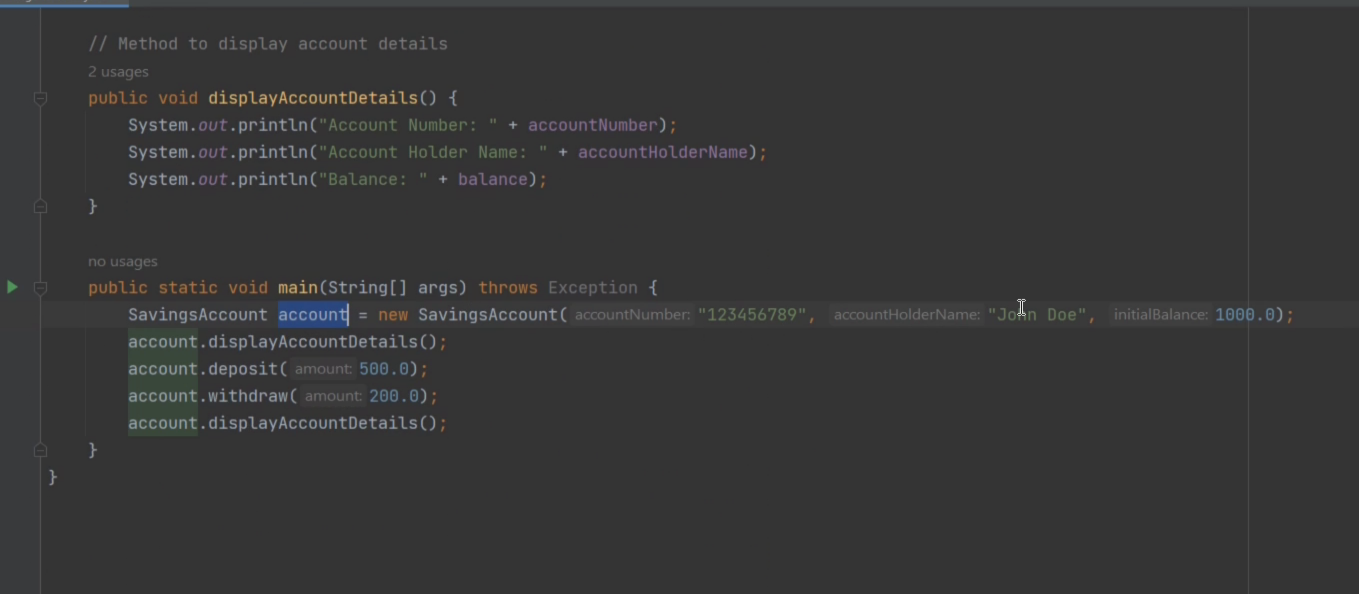 // Method to display account details
2 usages
public void displayAccountDetails() {
System.out.println("Account Number: " + accountNumber);
System.out.println("Account Holder Name: " + accountHolderName);
System.out.println("Balance: " + balance);
}
no usages
public static void main(String[] args) throws Exception {
SavingsAccount account = new SavingsAccount( accountNumber: "123456789", accountHolderName: "John Doe", initialBalance: 1000.0);
account.displayAccountDetails();
account.deposit( amount: 500.0);
account.withdraw( amount: 200.0);
account.displayAccountDetails();
}
}